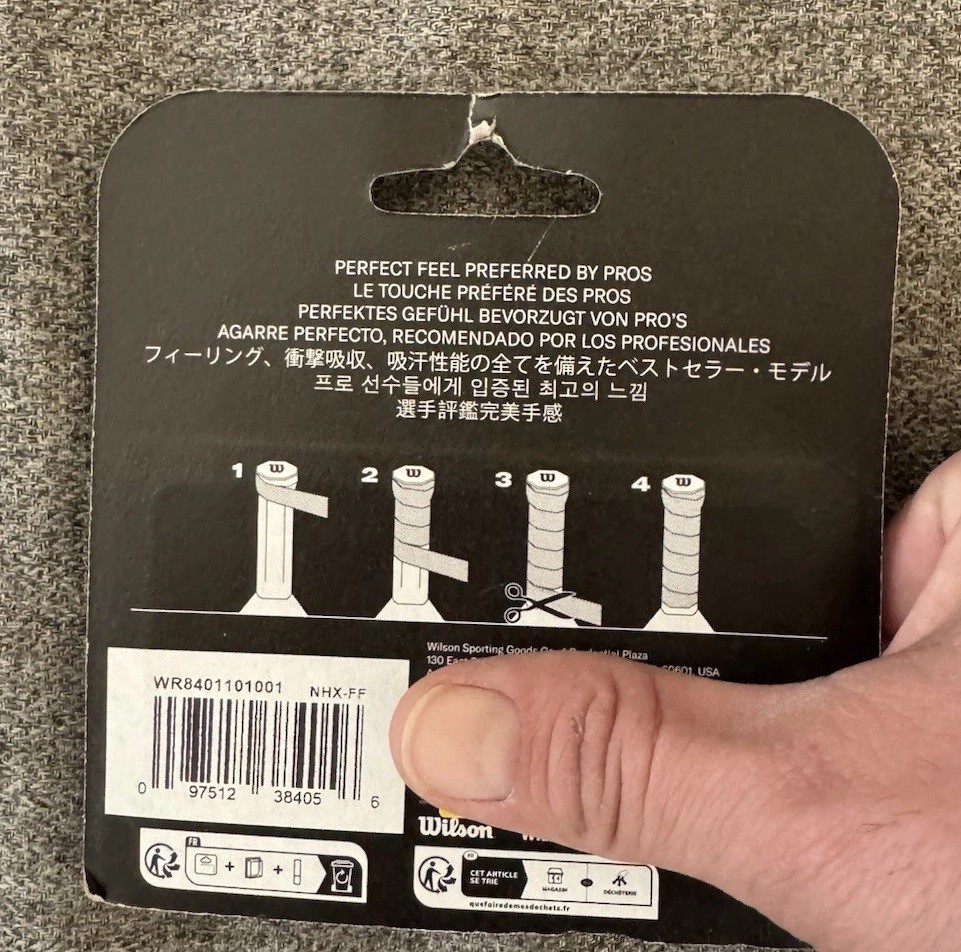 PERFECT FEEL PREFERRED BY PROS
LE TOUCHE PRÉFÉRÉ DES PROS
PERFEKTES GEFÜHL BEVORZUGT VON PRO'S
AGARRE PERFECTO, RECOMENDADO POR LOS PROFESIONALES
フィーリング、衝撃吸収、吸汗性能の全てを備えたベストセラー・モデル
프로 선수들에게 입증된 최고의 느낌
選手評鑑完美手感
1 W 2 W 3 W 4 W
Wilson Sporting Goods Plaza
130 60601, USA
WR8401101001 NHX-FF
0 97512 38405 6
Wilson
FR
+ +
FR
CET ARTICLE
SE TRIE
MAGASIN
DÉCHÈTERIE
quefairedemesdechets.fr